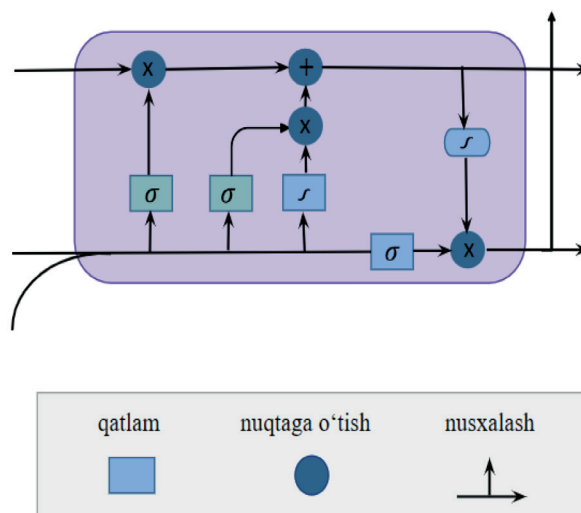 x +
x
ʃ
σ σ ʃ
σ x
qatlam nuqtaga o‘tish nusxalash